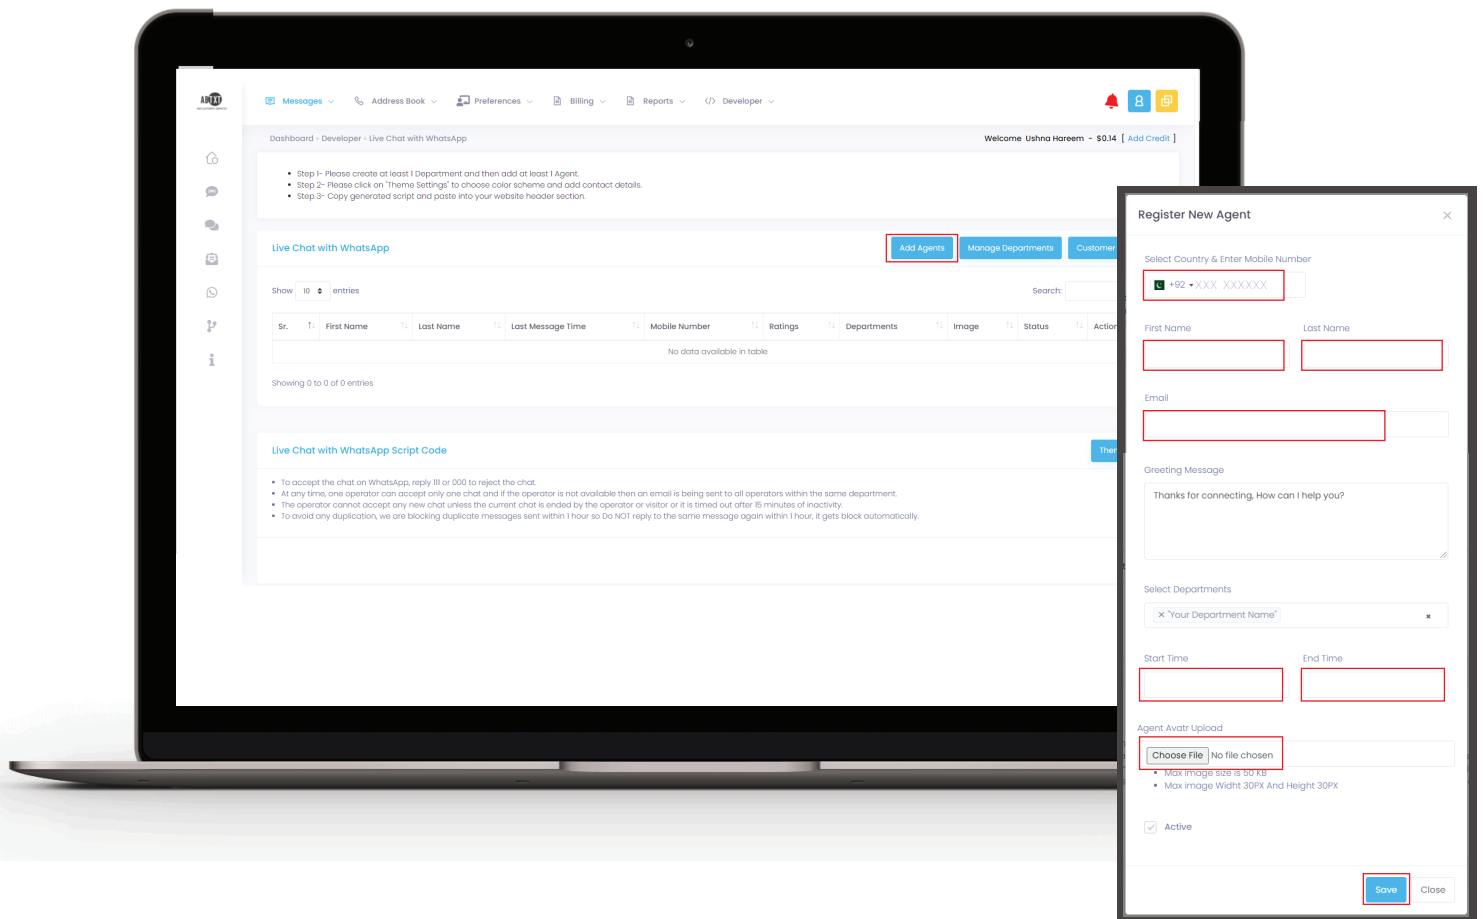 ABTXT
Messages
Address Book
Preferences
Billing
Reports
</> Developer
Dashboard - Developer - Live Chat with WhatsApp
Welcome Ushna Hareem - $0.14 [ Add Credit ]
• Step 1- Please create at least 1 Department and then add at least 1 Agent.
• Step 2- Please click on "Theme Settings" to choose color scheme and add contact details.
• Step 3- Copy generated script and paste into your website header section.
Live Chat with WhatsApp
Add Agents
Manage Departments
Customer
Show 10 entries
Search:
Sr. First Name Last Name Last Message Time Mobile Number Ratings Departments Image Status Action
No data available in table
Showing 0 to 0 of 0 entries
Live Chat with WhatsApp Script Code
• To accept the chat on WhatsApp, reply 111 or 000 to reject the chat.
• At any time, one operator can accept only one chat and if the operator is not available then an email is being sent to all operators within the same department.
• The operator cannot accept any new chat unless the current chat is ended by the operator or visitor or it is timed out after 15 minutes of inactivity.
• To avoid any duplication, we are blocking duplicate messages sent within 1 hour so Do NOT reply to the same message again within 1 hour, it gets block automatically.
Register New Agent ×
Select Country & Enter Mobile Number
+92 XXX XXXXXX
First Name Last Name
Email
Greeting Message
Thanks for connecting, How can I help you?
Select Departments
× "Your Department Name" ×
Start Time End Time
Agent Avatr Upload
Choose File No file chosen
• Max image size is 50 KB
• Max image Widht 30PX And Height 30PX
Active
Save Close